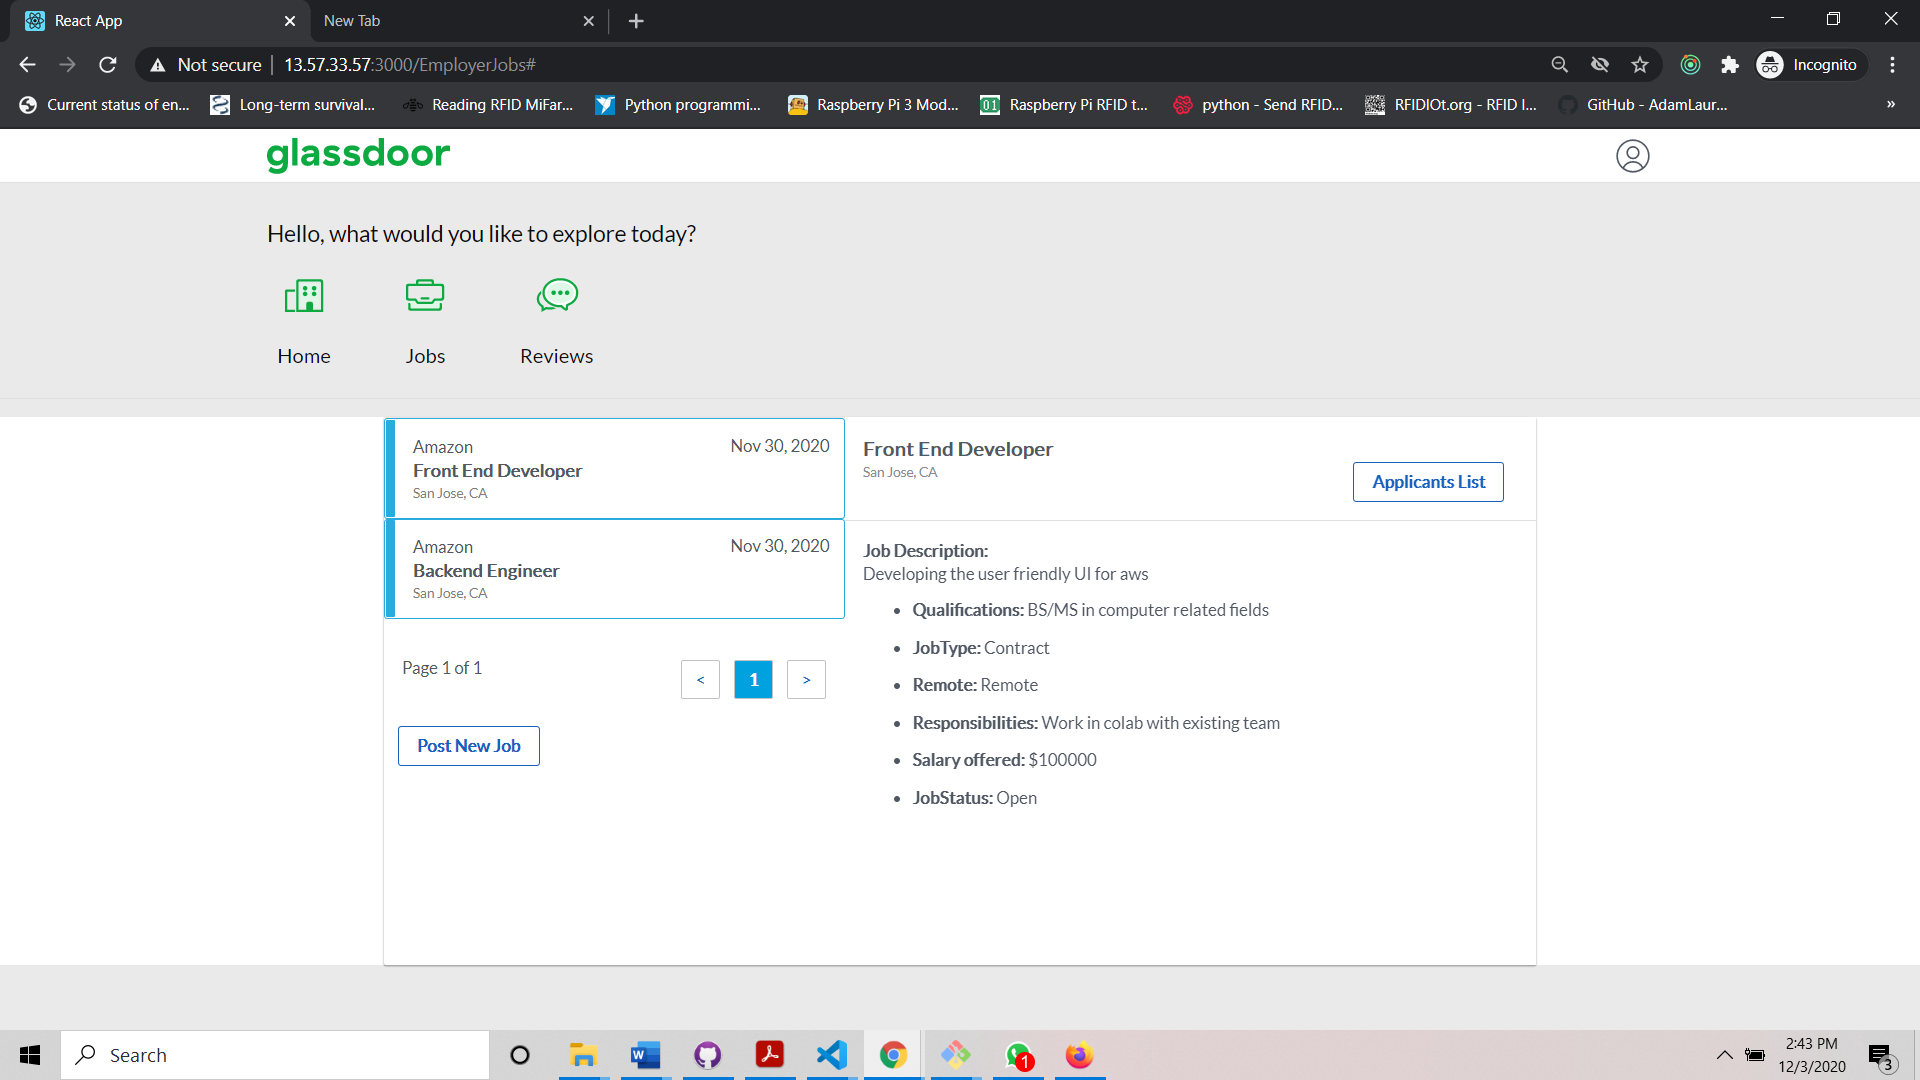 React App
New Tab
Not secure
13.57.33.57:3000/EmployerJobs#
Incognito
Current status of en...
Long-term survival...
Reading RFID MiFar...
Python programmi...
Raspberry Pi 3 Mod...
01
Raspberry Pi RFID t...
python - Send RFID...
RFIDIOt.org - RFID I...
GitHub - AdamLaur...
»
glassdoor
Hello, what would you like to explore today?
Home
Jobs
Reviews
Amazon
Nov 30, 2020
Front End Developer
San Jose, CA
Amazon
Nov 30, 2020
Backend Engineer
San Jose, CA
Page 1 of 1
<
1
>
Post New Job
Front End Developer
San Jose, CA
Applicants List
Job Description:
Developing the user friendly UI for aws
• Qualifications: BS/MS in computer related fields
• JobType: Contract
• Remote: Remote
• Responsibilities: Work in colab with existing team
• Salary offered: $100000
• JobStatus: Open
Search
W
1
2:43 PM
12/3/2020
3